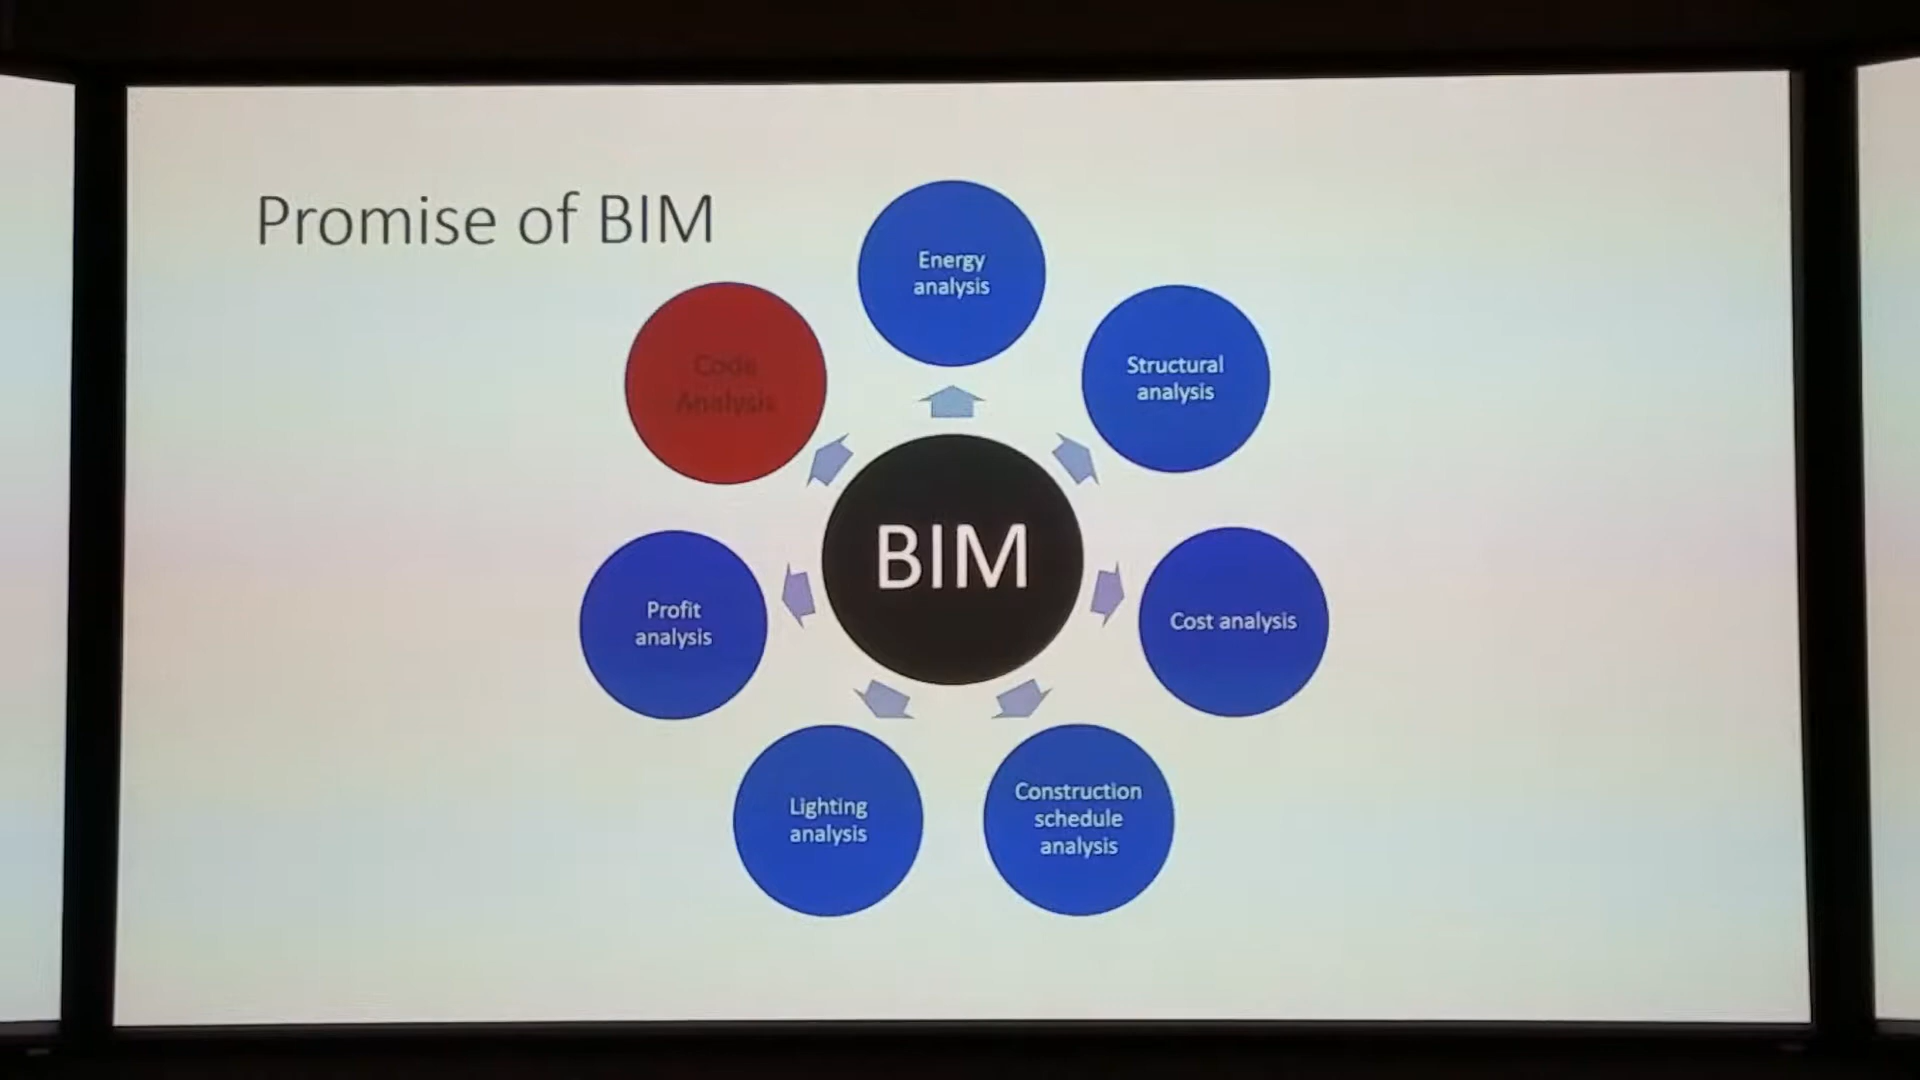 Promise of BIM
Energy
analysis
Structural
analysis
Cost analysis
Construction
schedule
analysis
Lighting
analysis
Profit
analysis
Code
Analysis
BIM